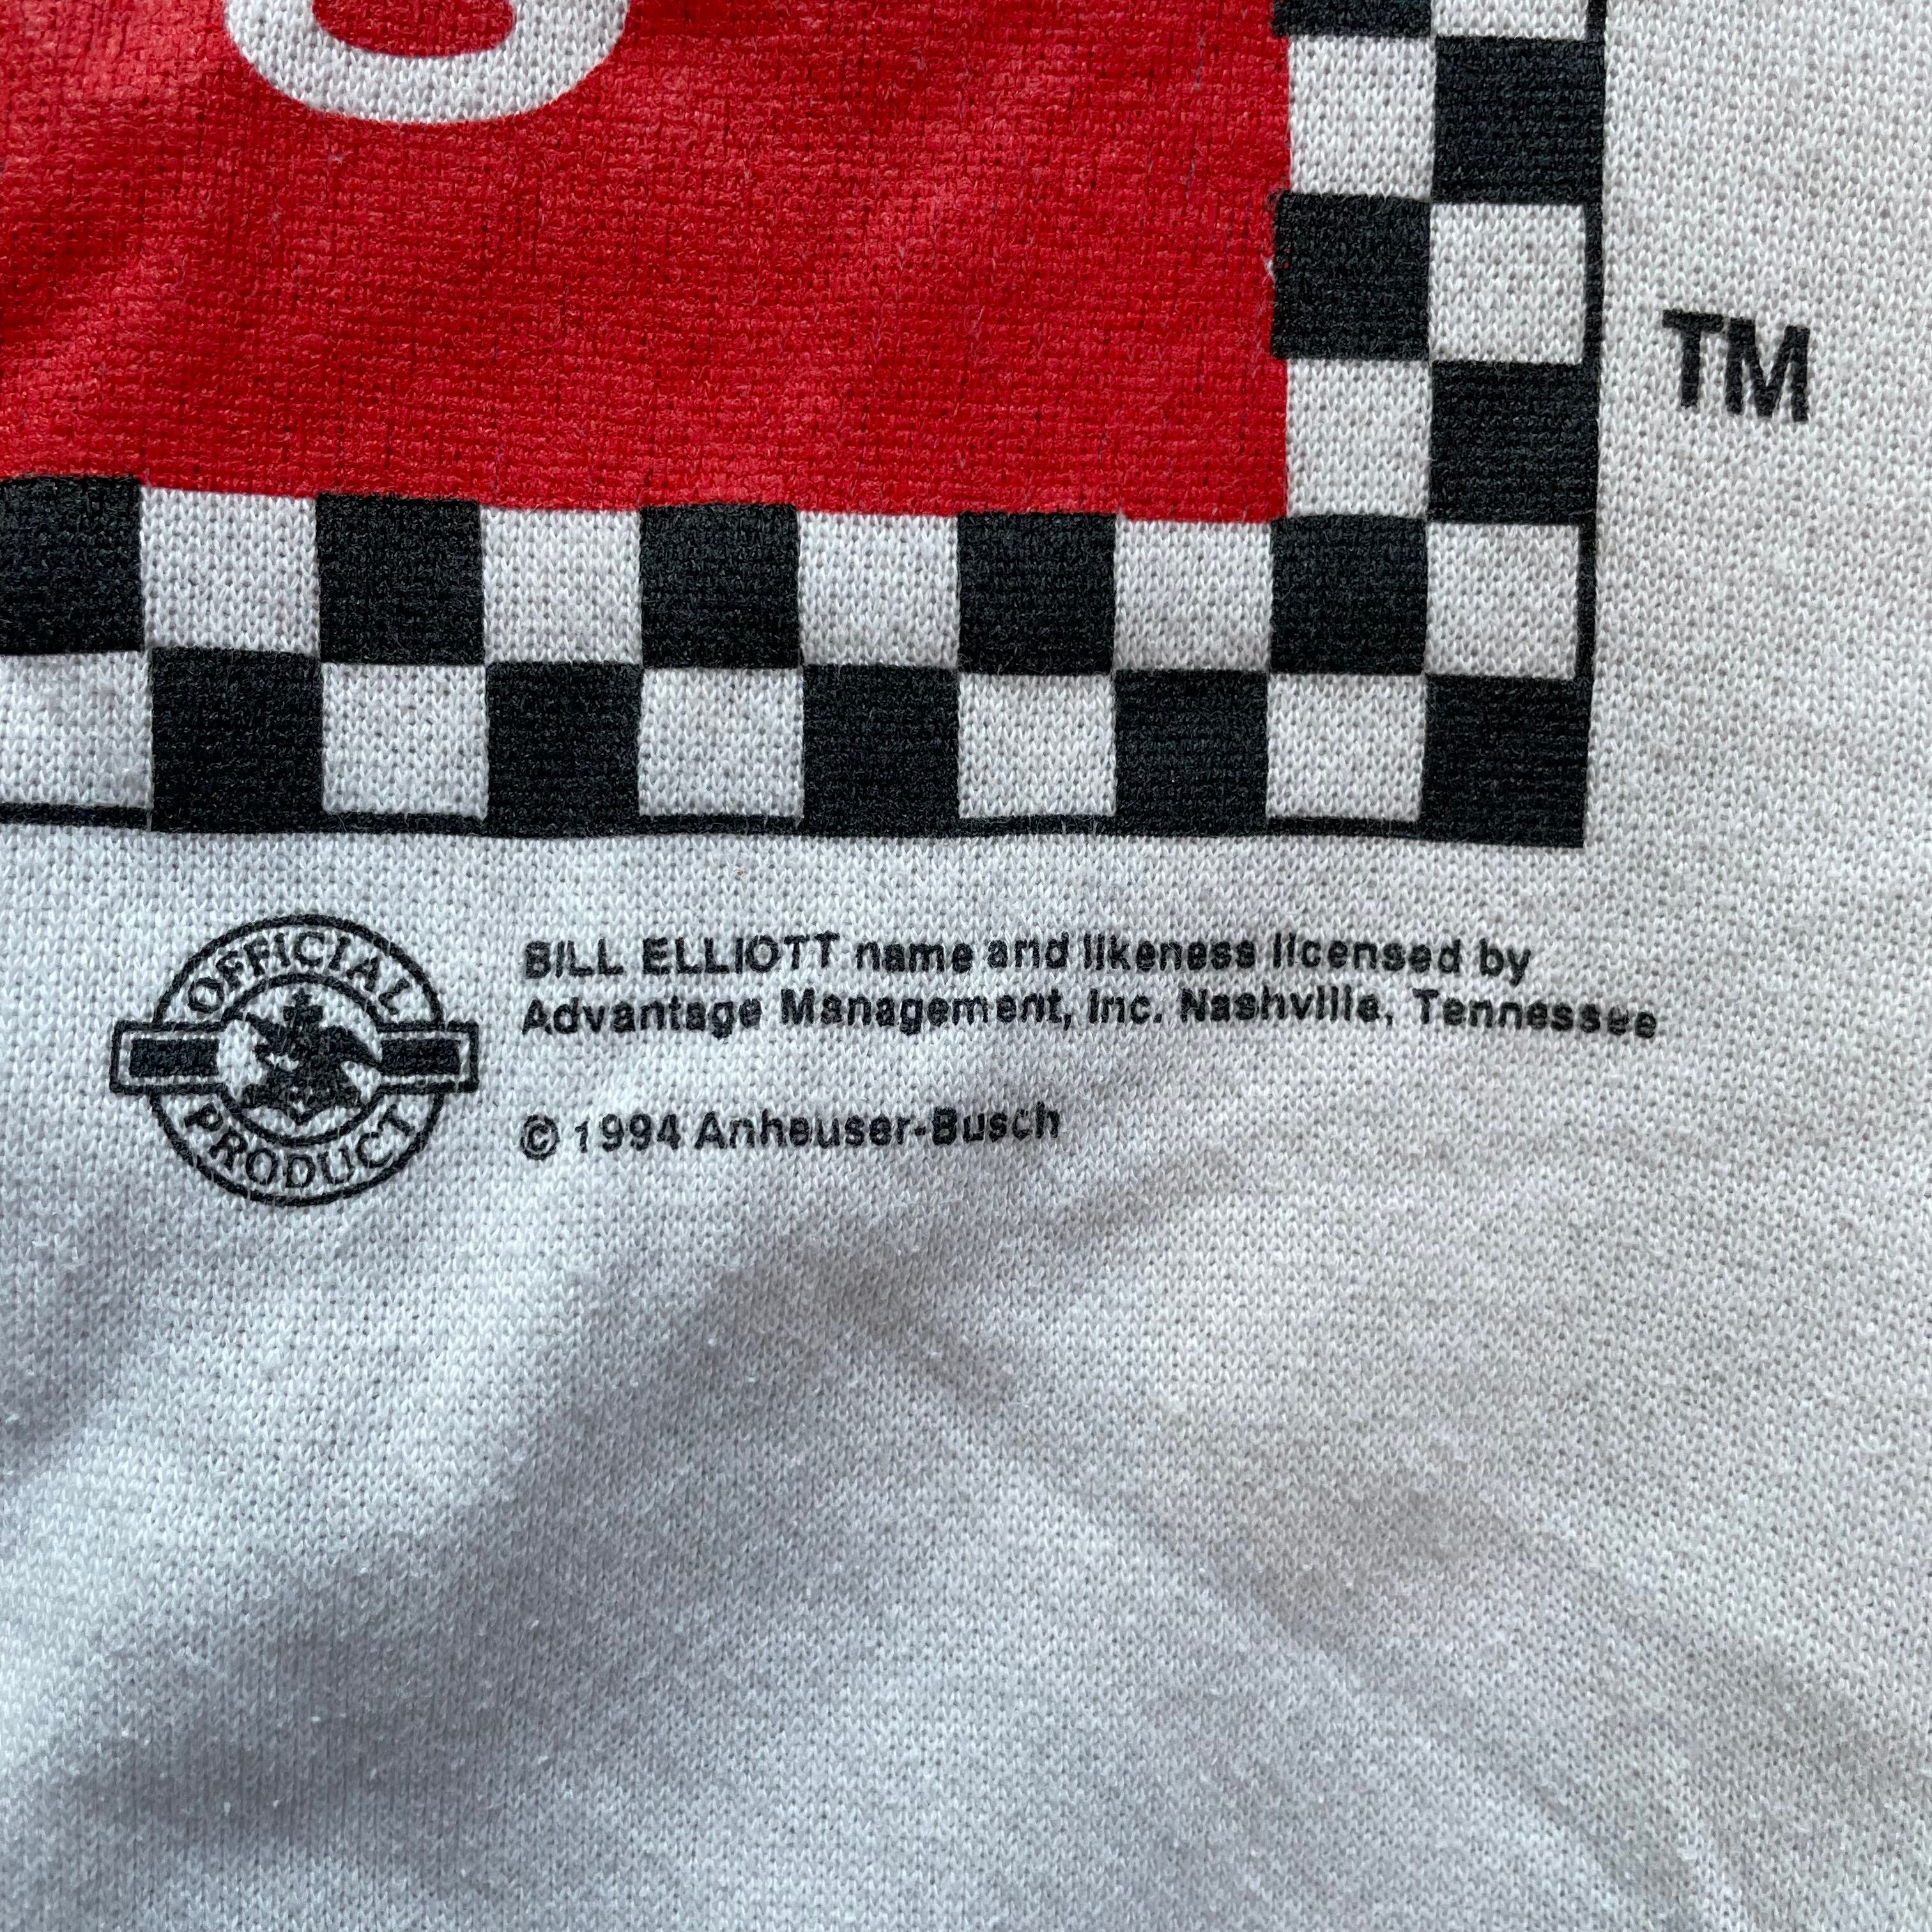 TM
OFFICIAL
PRODUCT
BILL ELLIOTT name and likeness licensed by
Advantage Management, Inc. Nashville, Tennessee
© 1994 Anheuser-Busch